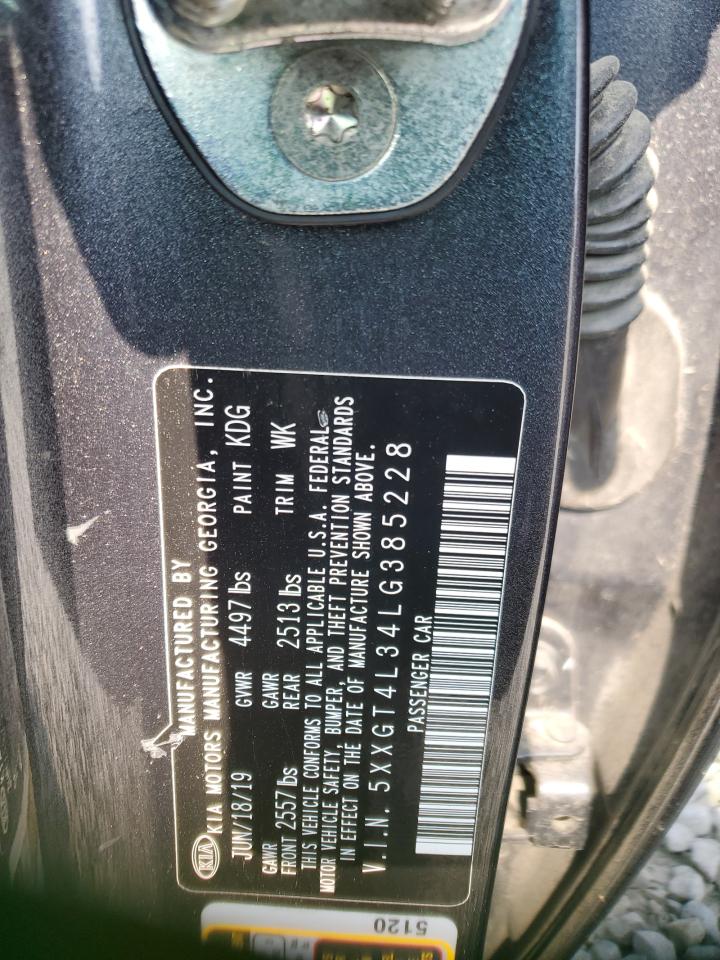 KIA
MANUFACTURED BY
KIA MOTORS MANUFACTURING GEORGIA, INC.
JUN/18/19 GVWR 4497 lbs PAINT KDG
GAWR FRONT 2557 lbs GAWR REAR 2513 lbs TRIM WK
THIS VEHICLE CONFORMS TO ALL APPLICABLE U.S.A. FEDERAL
MOTOR VEHICLE SAFETY, BUMPER, AND THEFT PREVENTION STANDARDS
IN EFFECT ON THE DATE OF MANUFACTURE SHOWN ABOVE.
V.I.N. 5XXGT4L34LG385228
PASSENGER CAR
5120